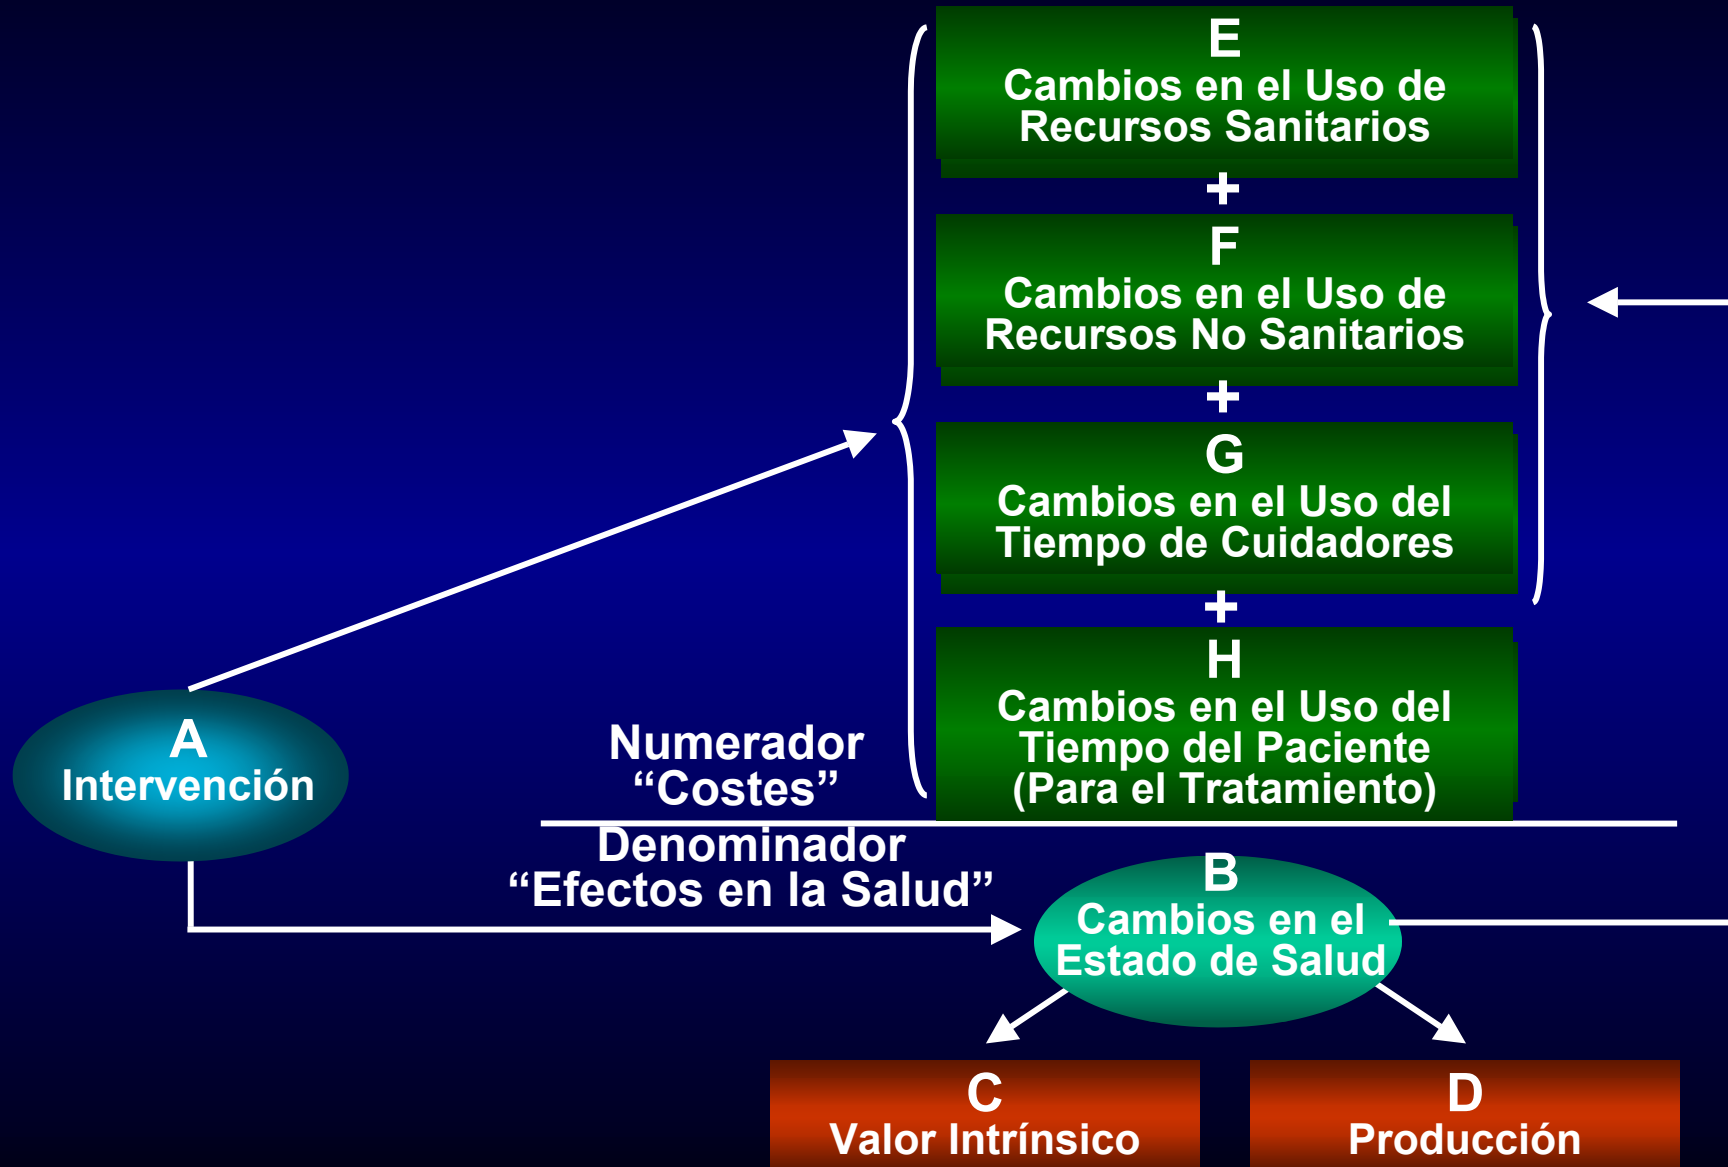 E
Cambios en el Uso de
Recursos Sanitarios
+
F
Cambios en el Uso de
Recursos No Sanitarios
+
G
Cambios en el Uso del
Tiempo de Cuidadores
+
H
Cambios en el Uso del
Tiempo del Paciente
(Para el Tratamiento)
A
Intervención
Numerador
“Costes”
Denominador
“Efectos en la Salud”
B
Cambios en el
Estado de Salud
C
Valor Intrínsico
D
Producción